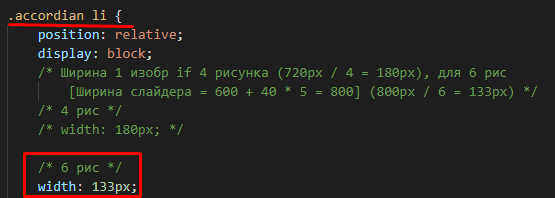 .accordian li {
position: relative;
display: block;
/* Ширина 1 изобр if 4 рисунка (720px / 4 = 180px), для 6 рис
[Ширина слайдера = 600 + 40 * 5 = 800] (800px / 6 = 133px) */
/* 4 рис */
/* width: 180px; */
/* 6 рис */
width: 133px;